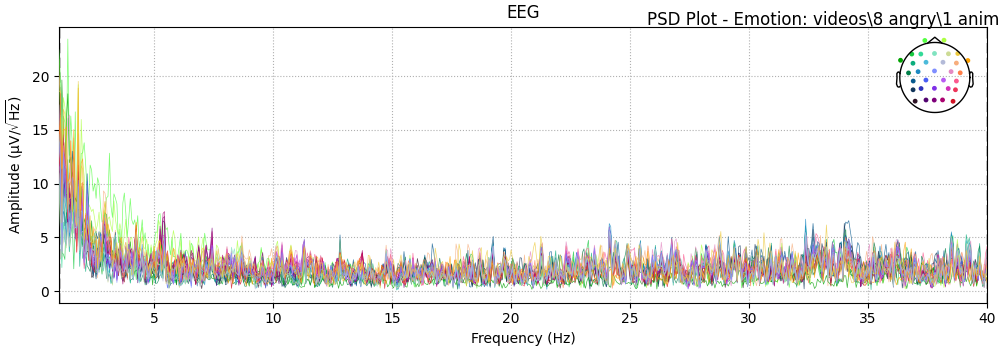 EEG
PSD Plot - Emotion: videos\8 angry\1 anim
Amplitude (µV/√Hz)
20
15
10
5
0
5 10 15 20 25 30 35 40
Frequency (Hz)